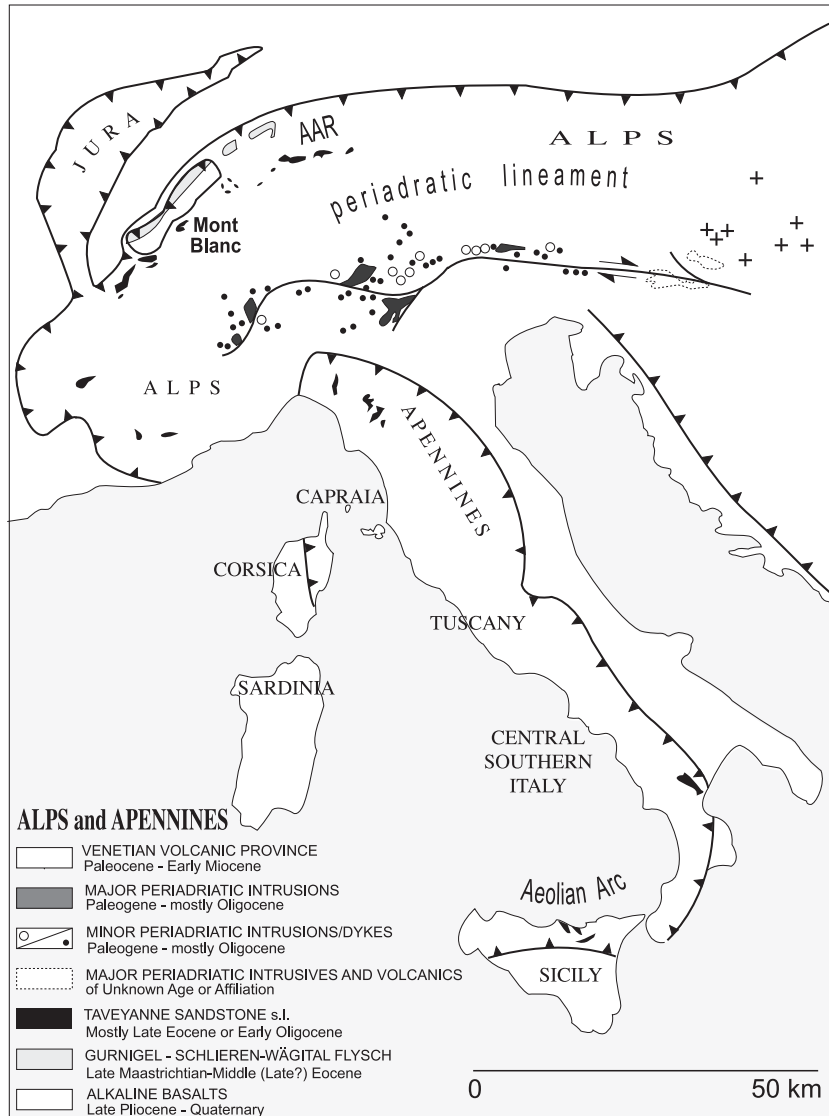 JURA
AAR
ALPS
periadratic lineament
Mont
Blanc
ALPS
APENNINES
CAPRAIA
CORSICA
TUSCANY
SARDINIA
CENTRAL
SOUTHERN
ITALY
Aeolian Arc
SICILY
ALPS and APENNINES
VENETIAN VOLCANIC PROVINCE
Paleocene - Early Miocene
MAJOR PERIADRIATIC INTRUSIONS
Paleogene - mostly Oligocene
MINOR PERIADRIATIC INTRUSIONS/DYKES
Paleogene - mostly Oligocene
MAJOR PERIADRIATIC INTRUSIVES AND VOLCANICS
of Unknown Age or Affiliation
TAVEYANNE SANDSTONE s.l.
Mostly Late Eocene or Early Oligocene
GURNIGEL - SCHLIEREN-WÄGITAL FLYSCH
Late Maastrichtian-Middle (Late?) Eocene
ALKALINE BASALTS
Late Pliocene - Quaternary
0 50 km